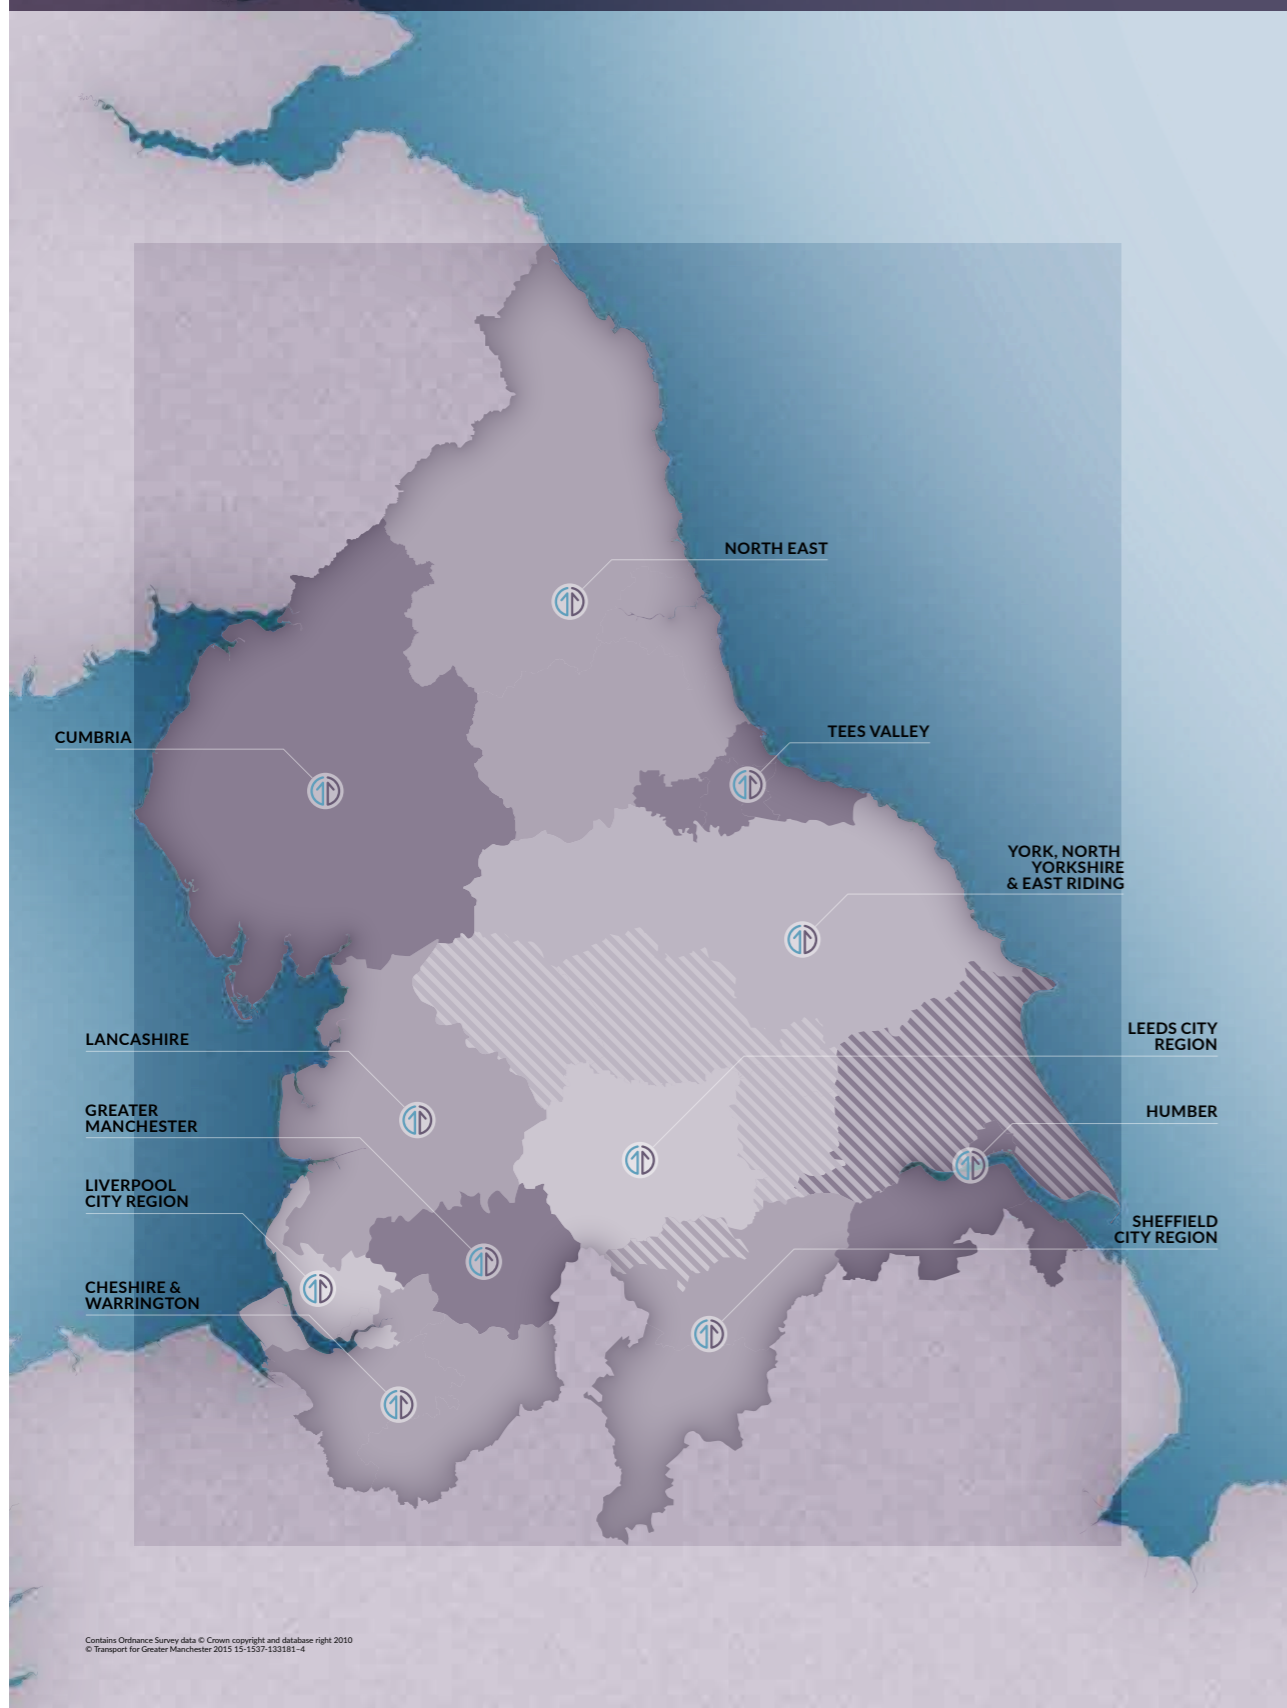 NORTH EAST
CUMBRIA
TEES VALLEY
YORK, NORTH
YORKSHIRE
& EAST RIDING
LANCASHIRE
LEEDS CITY
REGION
GREATER
MANCHESTER
HUMBER
LIVERPOOL
CITY REGION
SHEFFIELD
CITY REGION
CHESHIRE &
WARRINGTON
Contains Ordnance Survey data © Crown copyright and database right 2010
© Transport for Greater Manchester 2015 15-1537-133181–4